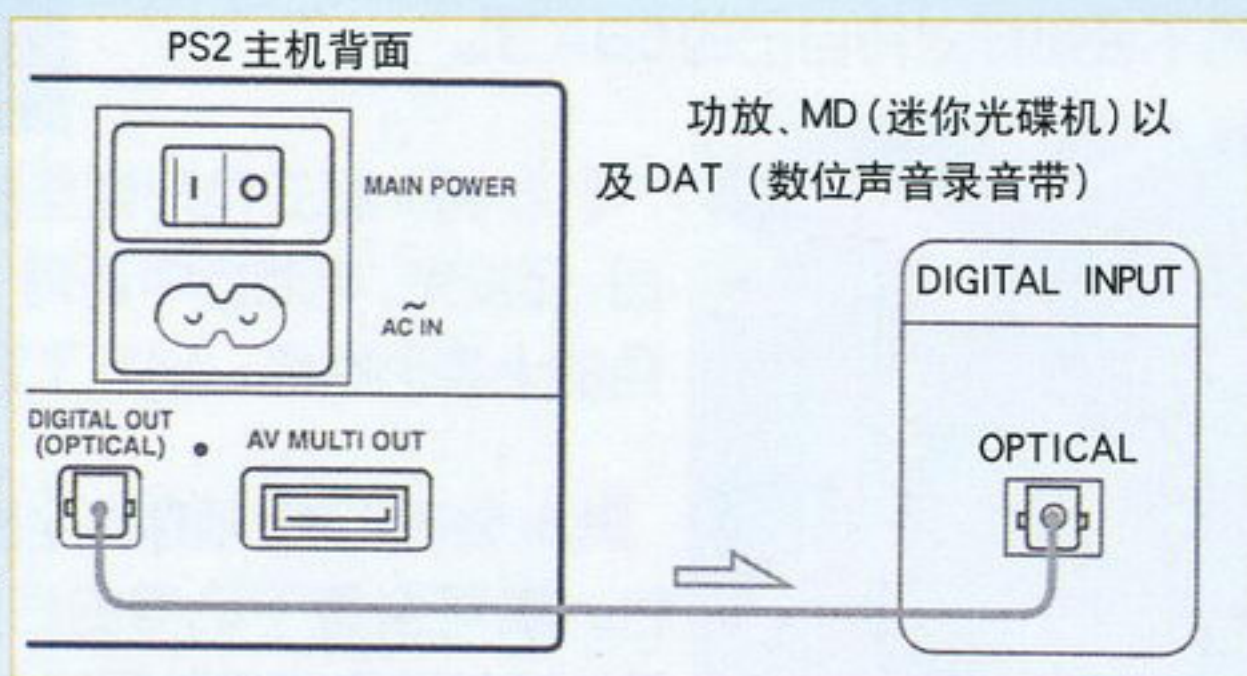 PS2 主机背面
功放、MD(迷你光碟机)以
及 DAT (数位声音录音带)
I O
MAIN POWER
~
AC IN
DIGITAL OUT
(OPTICAL)
AV MULTI OUT
DIGITAL INPUT
OPTICAL